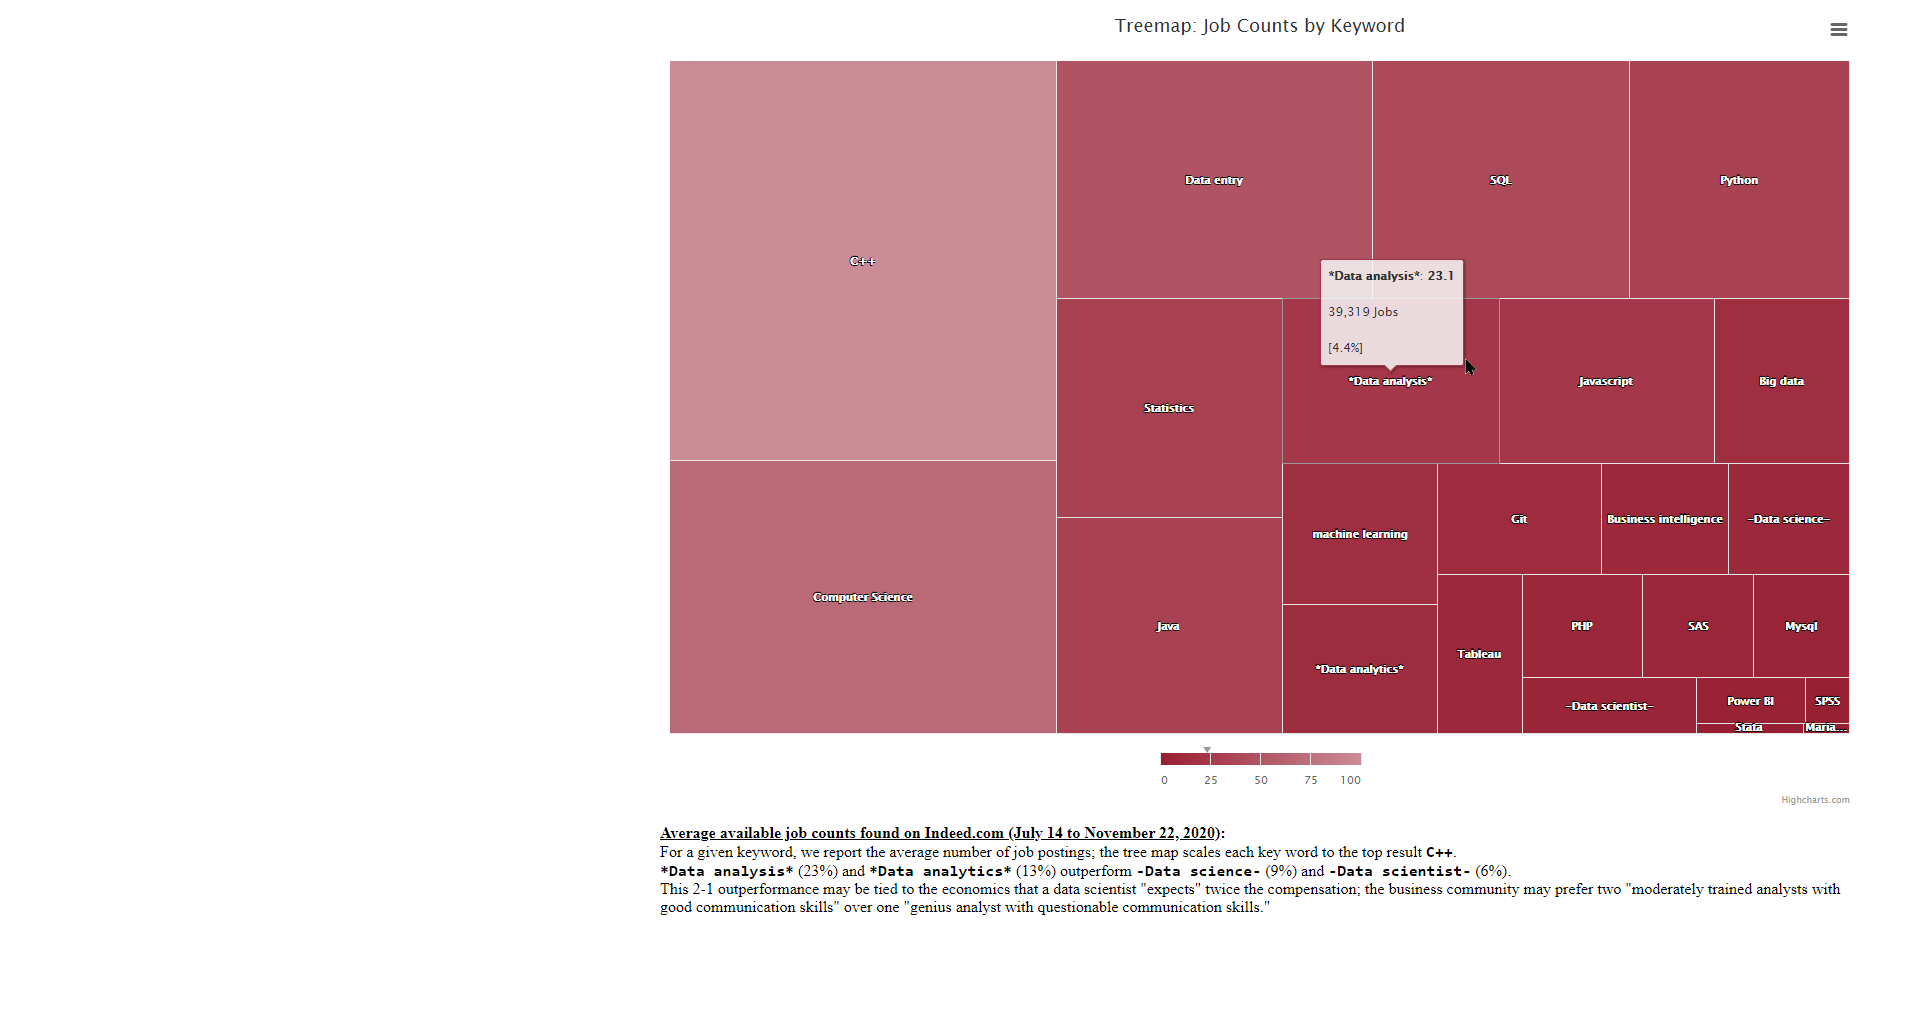 Treemap: Job Counts by Keyword
C++
Data entry
SQL
Python
*Data analysis*: 23.1
39,319 Jobs
[4.4%]
Statistics
*Data analysis*
Javascript
Big data
Computer Science
Java
machine learning
Git
Business intelligence
-Data science-
*Data analytics*
Tableau
PHP
SAS
Mysql
-Data scientist-
Power BI
SPSS
Stata
Maria...
0 25 50 75 100
Highcharts.com
Average available job counts found on Indeed.com (July 14 to November 22, 2020):
For a given keyword, we report the average number of job postings; the tree map scales each key word to the top result C++.
*Data analysis* (23%) and *Data analytics* (13%) outperform -Data science- (9%) and -Data scientist- (6%).
This 2-1 outperformance may be tied to the economics that a data scientist "expects" twice the compensation; the business community may prefer two "moderately trained analysts with
good communication skills" over one "genius analyst with questionable communication skills."